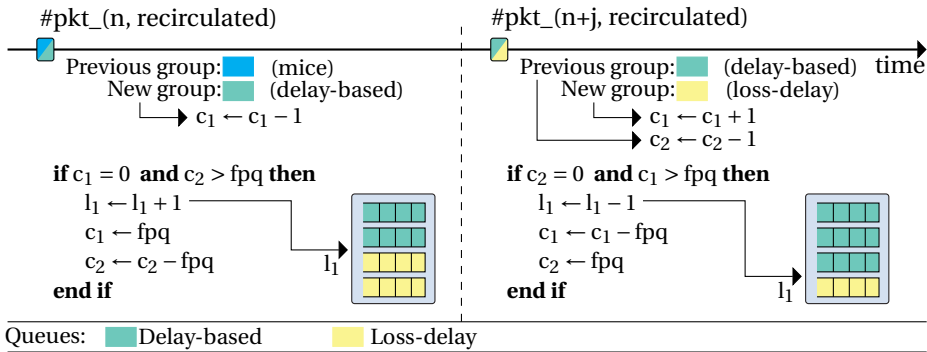 #pkt_(n, recirculated)
#pkt_(n+j, recirculated)
time
Previous group: (mice)
New group: (delay-based)
c₁ ← c₁ − 1
if c₁ = 0 and c₂ > fpq then
l₁ ← l₁ + 1
c₁ ← fpq
c₂ ← c₂ − fpq
end if
l₁
Previous group: (delay-based)
New group: (loss-delay)
c₁ ← c₁ + 1
c₂ ← c₂ − 1
if c₂ = 0 and c₁ > fpq then
l₁ ← l₁ − 1
c₁ ← c₁ − fpq
c₂ ← fpq
end if
l₁
Queues: Delay-based Loss-delay